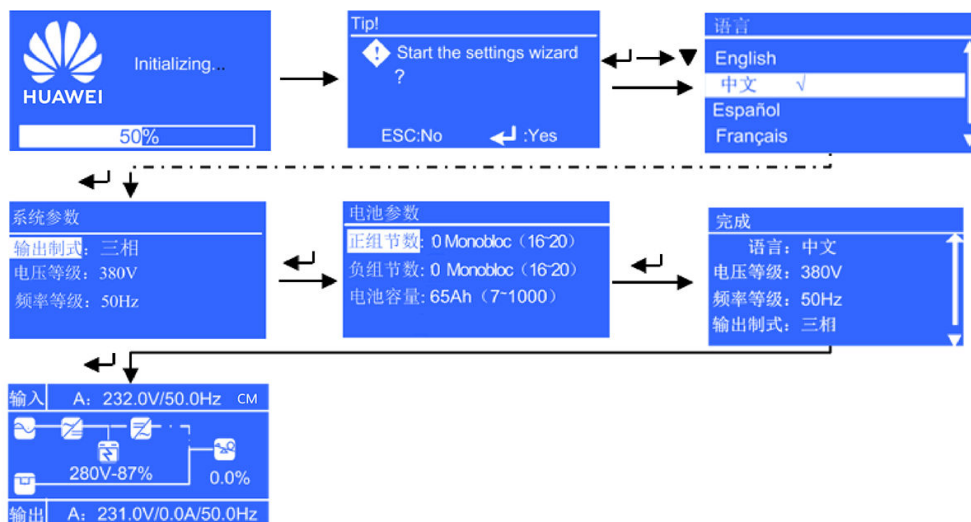 HUAWEI
Initializing...
50%
Tip!
Start the settings wizard
?
ESC:No ↵ :Yes
语言
English
中文 √
Español
Français
系统参数
输出制式：三相
电压等级：380V
频率等级：50Hz
电池参数
正组节数: 0 Monobloc（16~20）
负组节数: 0 Monobloc（16~20）
电池容量: 65Ah（7~1000）
完成
语言：中文
电压等级：380V
频率等级：50Hz
输出制式：三相
输入 A：232.0V/50.0Hz CM
280V-87%
0.0%
输出 A：231.0V/0.0A/50.0Hz